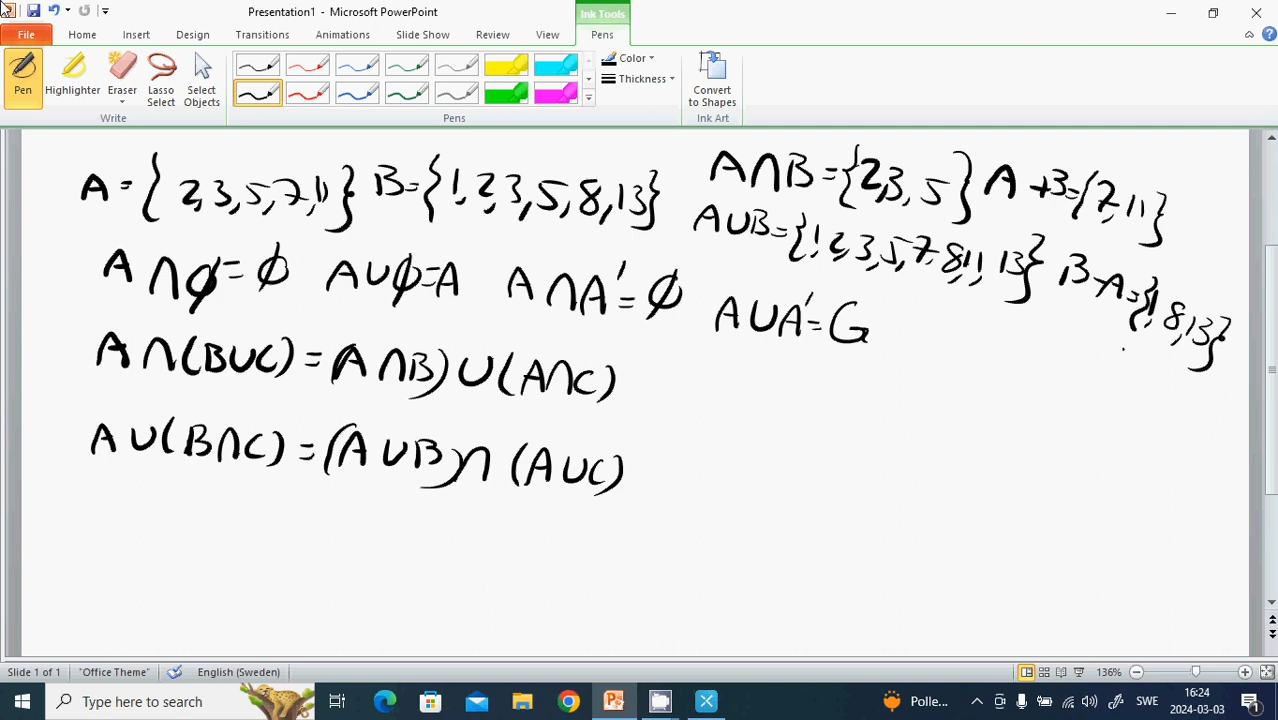 Presentation1 - Microsoft PowerPoint
Ink Tools
File Home Insert Design Transitions Animations Slide Show Review View Pens
Pen Highlighter Eraser Lasso Select Select Objects
Color
Thickness
Convert to Shapes
Write Pens Ink Art
A = { 2, 3, 5, 7, 11 } B = { 1, 2, 3, 5, 8, 13 }
A ∩ B = { 2, 3, 5 } A + B = { 7, 11 }
A ∪ B = { 1, 2, 3, 5, 7, 8, 11, 13 } B - A = { 1, 8, 13 }
A ∩ ϕ = ϕ A ∪ ϕ = A A ∩ A' = ϕ A ∪ A' = G
A ∩ (B ∪ C) = (A ∩ B) ∪ (A ∩ C)
A ∪ (B ∩ C) = (A ∪ B) ∩ (A ∪ C)
Slide 1 of 1 "Office Theme" English (Sweden) 136%
Type here to search Polle... SWE 16:24
2024-03-03
1